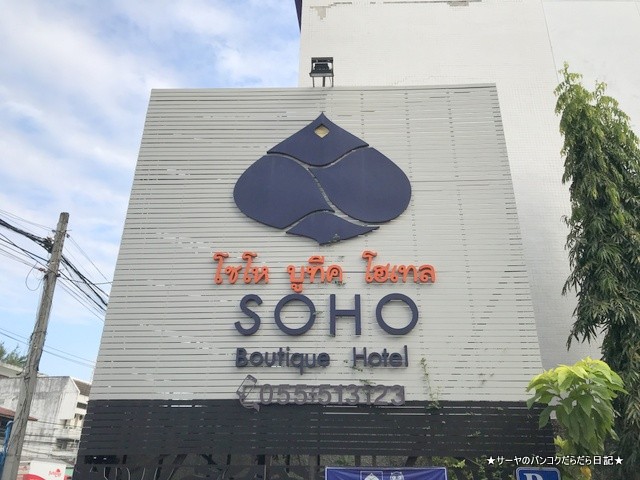 โซโห บูทีค โฮเทล
SOHO
Boutique Hotel
055-513123
★サーヤのバンコクだらだら日記★
P